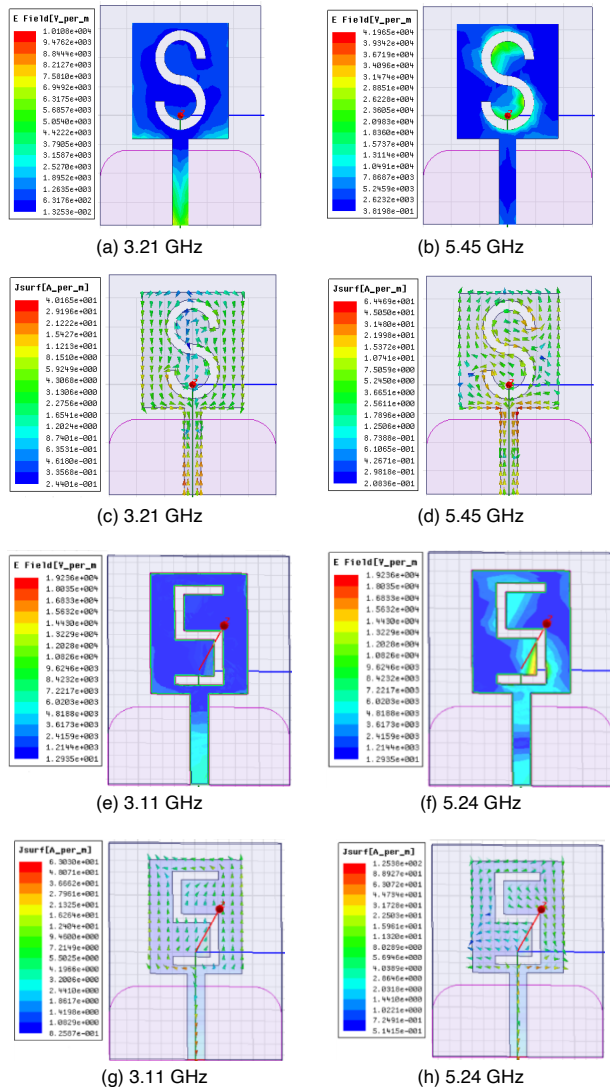 E Field[V_per_m
1.0108e+004
9.4762e+003
8.8444e+003
8.2127e+003
7.5810e+003
6.9492e+003
6.3175e+003
5.6857e+003
5.0540e+003
4.4222e+003
3.7905e+003
3.1587e+003
2.5270e+003
1.8952e+003
1.2635e+003
6.3176e+002
1.3253e-002
(a) 3.21 GHz
E Field[V_per_m
4.1965e+004
3.9342e+004
3.6719e+004
3.4096e+004
3.1474e+004
2.8851e+004
2.6228e+004
2.3605e+004
2.0983e+004
1.8360e+004
1.5737e+004
1.3114e+004
1.0491e+004
7.8687e+003
5.2459e+003
2.6232e+003
3.8198e-001
(b) 5.45 GHz
Jsurf[A_per_m]
4.0165e+001
2.9196e+001
2.1222e+001
1.5427e+001
1.1213e+001
8.1510e+000
5.9249e+000
4.3068e+000
3.1306e+000
2.2756e+000
1.6541e+000
1.2024e+000
8.7401e-001
6.3531e-001
4.6180e-001
3.3568e-001
2.4401e-001
(c) 3.21 GHz
Jsurf[A_per_m]
6.4469e+001
4.5050e+001
3.1480e+001
2.1998e+001
1.5372e+001
1.0741e+001
7.5059e+000
5.2450e+000
3.6651e+000
2.5611e+000
1.7896e+000
1.2506e+000
8.7388e-001
6.1065e-001
4.2671e-001
2.9818e-001
2.0836e-001
(d) 5.45 GHz
E Field[V_per_m
1.9236e+004
1.8035e+004
1.6833e+004
1.5632e+004
1.4430e+004
1.3229e+004
1.2028e+004
1.0826e+004
9.6246e+003
8.4232e+003
7.2217e+003
6.0203e+003
4.8188e+003
3.6173e+003
2.4159e+003
1.2144e+003
1.2935e+001
(e) 3.11 GHz
E Field[V_per_m
1.9236e+004
1.8035e+004
1.6833e+004
1.5632e+004
1.4430e+004
1.3229e+004
1.2028e+004
1.0826e+004
9.6246e+003
8.4232e+003
7.2217e+003
6.0203e+003
4.8188e+003
3.6173e+003
2.4159e+003
1.2144e+003
1.2935e+001
(f) 5.24 GHz
Jsurf[A_per_m]
6.3030e+001
4.8071e+001
3.6662e+001
2.7961e+001
2.1325e+001
1.6264e+001
1.2404e+001
9.4600e+000
7.2149e+000
5.5025e+000
4.1966e+000
3.2006e+000
2.4410e+000
1.8617e+000
1.4198e+000
1.0829e+000
8.2587e-001
(g) 3.11 GHz
Jsurf[A_per_m]
1.2538e+002
8.8927e+001
6.3072e+001
4.4734e+001
3.1728e+001
2.2503e+001
1.5961e+001
1.1320e+001
8.0289e+000
5.6946e+000
4.0389e+000
2.8646e+000
2.0318e+000
1.4410e+000
1.0221e+000
7.2491e-001
5.1415e-001
(h) 5.24 GHz